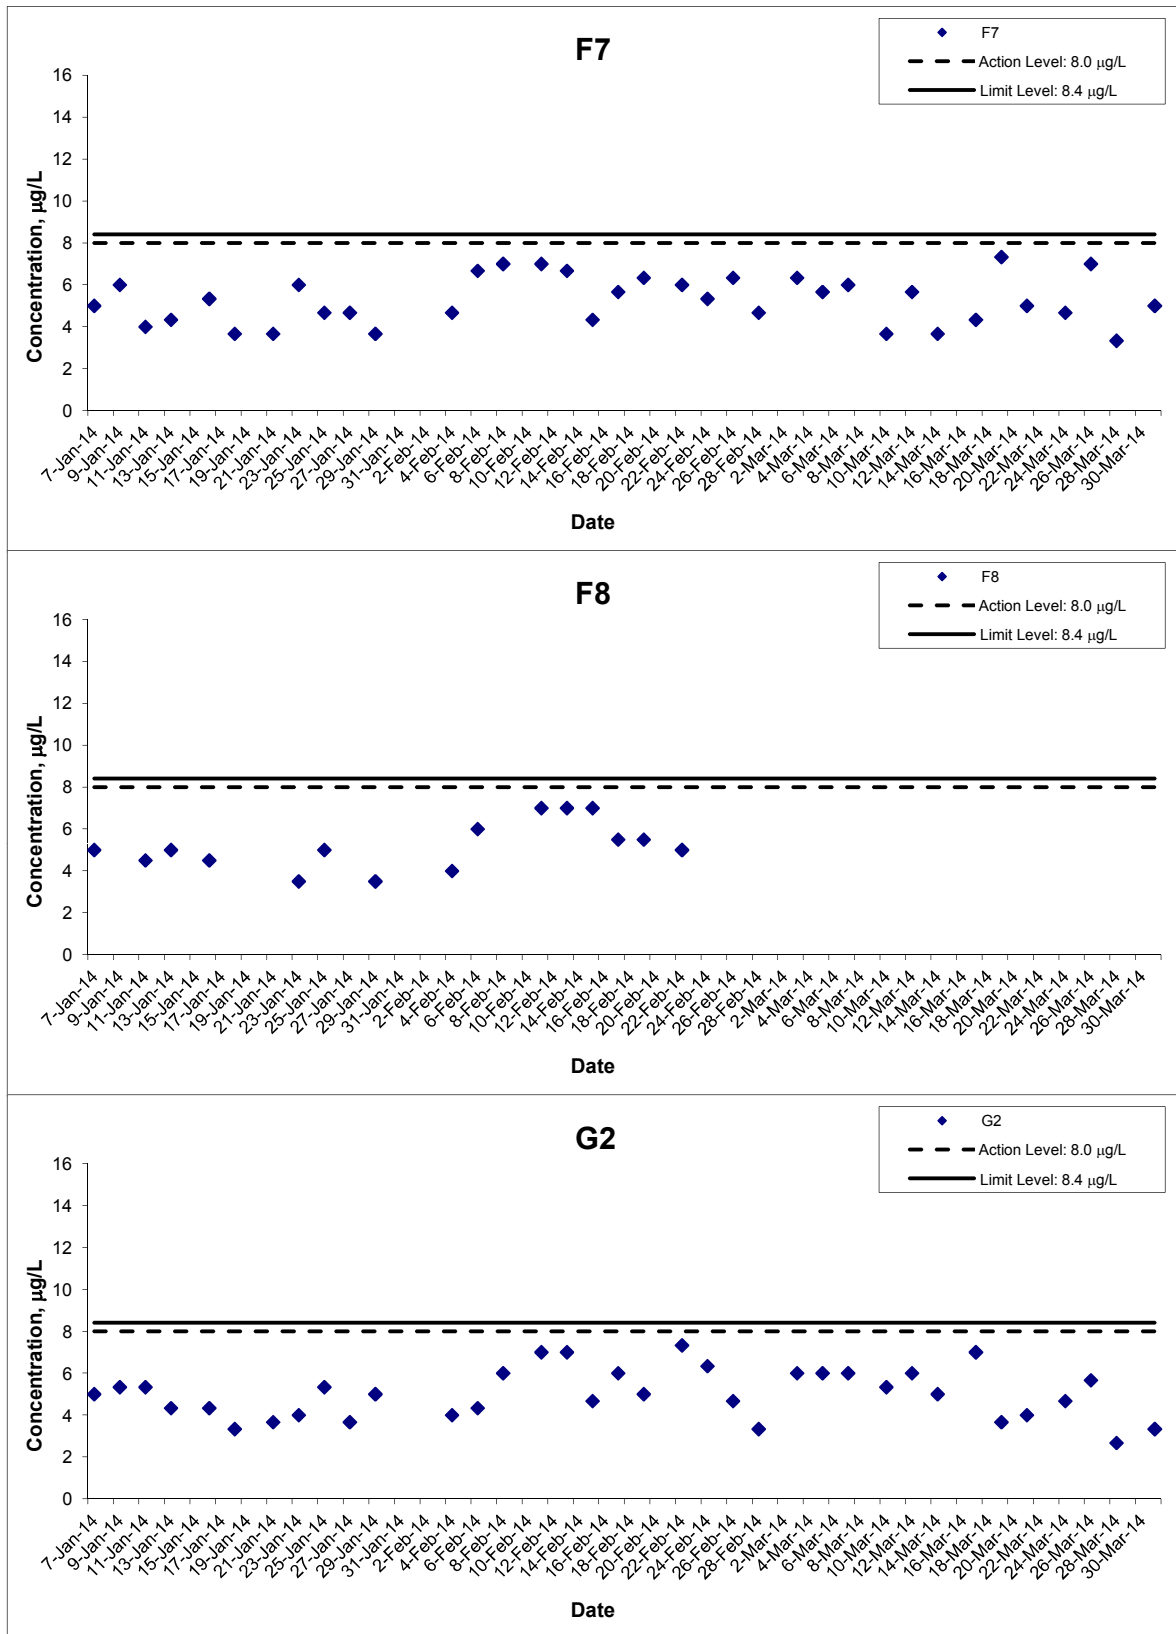 F7
F7
Action Level: 8.0 μg/L
Limit Level: 8.4 μg/L
16
14
12
10
8
6
4
2
0
Concentration, μg/L
7-Jan-14
9-Jan-14
11-Jan-14
13-Jan-14
15-Jan-14
17-Jan-14
19-Jan-14
21-Jan-14
23-Jan-14
25-Jan-14
27-Jan-14
29-Jan-14
31-Jan-14
2-Feb-14
4-Feb-14
6-Feb-14
8-Feb-14
10-Feb-14
12-Feb-14
14-Feb-14
16-Feb-14
18-Feb-14
20-Feb-14
22-Feb-14
24-Feb-14
26-Feb-14
28-Feb-14
2-Mar-14
4-Mar-14
6-Mar-14
8-Mar-14
10-Mar-14
12-Mar-14
14-Mar-14
16-Mar-14
18-Mar-14
20-Mar-14
22-Mar-14
24-Mar-14
26-Mar-14
28-Mar-14
30-Mar-14
Date
F8
F8
Action Level: 8.0 μg/L
Limit Level: 8.4 μg/L
16
14
12
10
8
6
4
2
0
Concentration, μg/L
7-Jan-14
9-Jan-14
11-Jan-14
13-Jan-14
15-Jan-14
17-Jan-14
19-Jan-14
21-Jan-14
23-Jan-14
25-Jan-14
27-Jan-14
29-Jan-14
31-Jan-14
2-Feb-14
4-Feb-14
6-Feb-14
8-Feb-14
10-Feb-14
12-Feb-14
14-Feb-14
16-Feb-14
18-Feb-14
20-Feb-14
22-Feb-14
24-Feb-14
26-Feb-14
28-Feb-14
2-Mar-14
4-Mar-14
6-Mar-14
8-Mar-14
10-Mar-14
12-Mar-14
14-Mar-14
16-Mar-14
18-Mar-14
20-Mar-14
22-Mar-14
24-Mar-14
26-Mar-14
28-Mar-14
30-Mar-14
Date
G2
G2
Action Level: 8.0 μg/L
Limit Level: 8.4 μg/L
16
14
12
10
8
6
4
2
0
Concentration, μg/L
7-Jan-14
9-Jan-14
11-Jan-14
13-Jan-14
15-Jan-14
17-Jan-14
19-Jan-14
21-Jan-14
23-Jan-14
25-Jan-14
27-Jan-14
29-Jan-14
31-Jan-14
2-Feb-14
4-Feb-14
6-Feb-14
8-Feb-14
10-Feb-14
12-Feb-14
14-Feb-14
16-Feb-14
18-Feb-14
20-Feb-14
22-Feb-14
24-Feb-14
26-Feb-14
28-Feb-14
2-Mar-14
4-Mar-14
6-Mar-14
8-Mar-14
10-Mar-14
12-Mar-14
14-Mar-14
16-Mar-14
18-Mar-14
20-Mar-14
22-Mar-14
24-Mar-14
26-Mar-14
28-Mar-14
30-Mar-14
Date